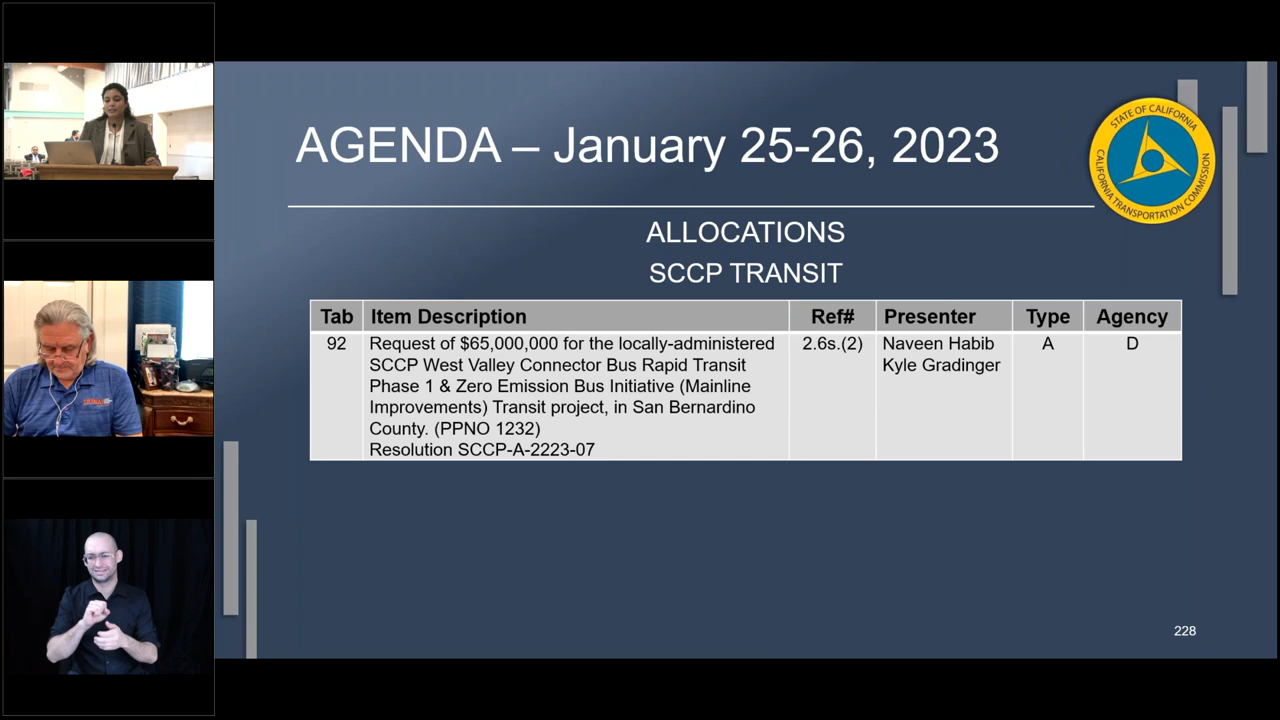 AGENDA – January 25-26, 2023
STATE OF CALIFORNIA
CALIFORNIA TRANSPORTATION COMMISSION
ALLOCATIONS
SCCP TRANSIT
Tab Item Description Ref# Presenter Type Agency
92 Request of $65,000,000 for the locally-administered 2.6s.(2) Naveen Habib A D
SCCP West Valley Connector Bus Rapid Transit Kyle Gradinger
Phase 1 & Zero Emission Bus Initiative (Mainline
Improvements) Transit project, in San Bernardino
County. (PPNO 1232)
Resolution SCCP-A-2223-07
228